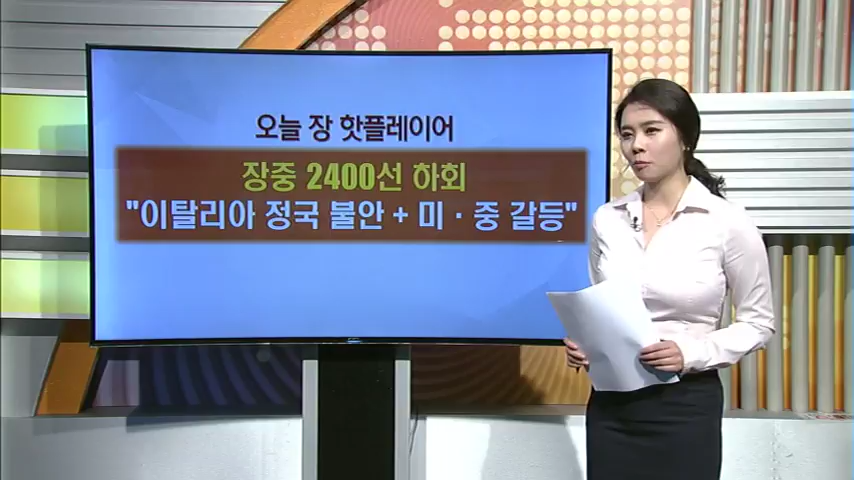 오늘 장 핫플레이어
장중 2400선 하회
"이탈리아 정국 불안 + 미 · 중 갈등"